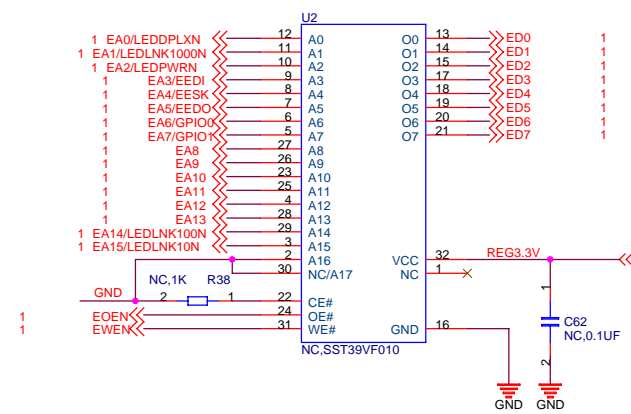 U2
1 EA0/LEDDPLXN 12 A0 O0 13 ED0 1
1 EA1/LEDLNK1000N 11 A1 O1 14 ED1 1
1 EA2/LEDPWRN 10 A2 O2 15 ED2 1
1 EA3/EEDI 9 A3 O3 17 ED3 1
1 EA4/EESK 8 A4 O4 18 ED4 1
1 EA5/EEDO 7 A5 O5 19 ED5 1
1 EA6/GPIO0 6 A6 O6 20 ED6 1
1 EA7/GPIO1 5 A7 O7 21 ED7 1
1 EA8 27 A8
1 EA9 26 A9
1 EA10 23 A10
1 EA11 25 A11
1 EA12 4 A12
1 EA13 28 A13
1 EA14/LEDLNK100N 29 A14
1 EA15/LEDLNK10N 3 A15
2 A16 VCC 32 REG3.3V
30 NC/A17 NC 1
NC,1K R38
GND 2 1 22 CE#
1 EOEN 24 OE#
1 EWEN 31 WE# GND 16
1 C62
NC,0.1UF
2
NC,SST39VF010
GND GND